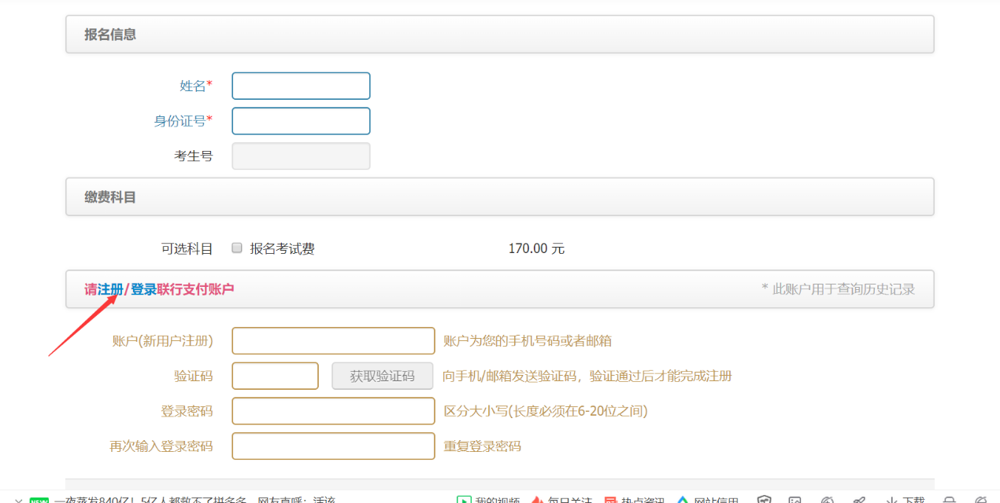 报名信息
姓名*
身份证号*
考生号
缴费科目
可选科目 报名考试费 170.00 元
请注册/登录联行支付账户 * 此账户用于查询历史记录
账户(新用户注册) 账户为您的手机号码或者邮箱
验证码 获取验证码 向手机/邮箱发送验证码，验证通过后才能完成注册
登录密码 区分大小写(长度必须在6-20位之间)
再次输入登录密码 重复登录密码
NEW 一夜蒸发840亿！5亿人都救不了拼多多，网友直呼：活该 我的视频 每日关注 热点资讯 网站信用 下载